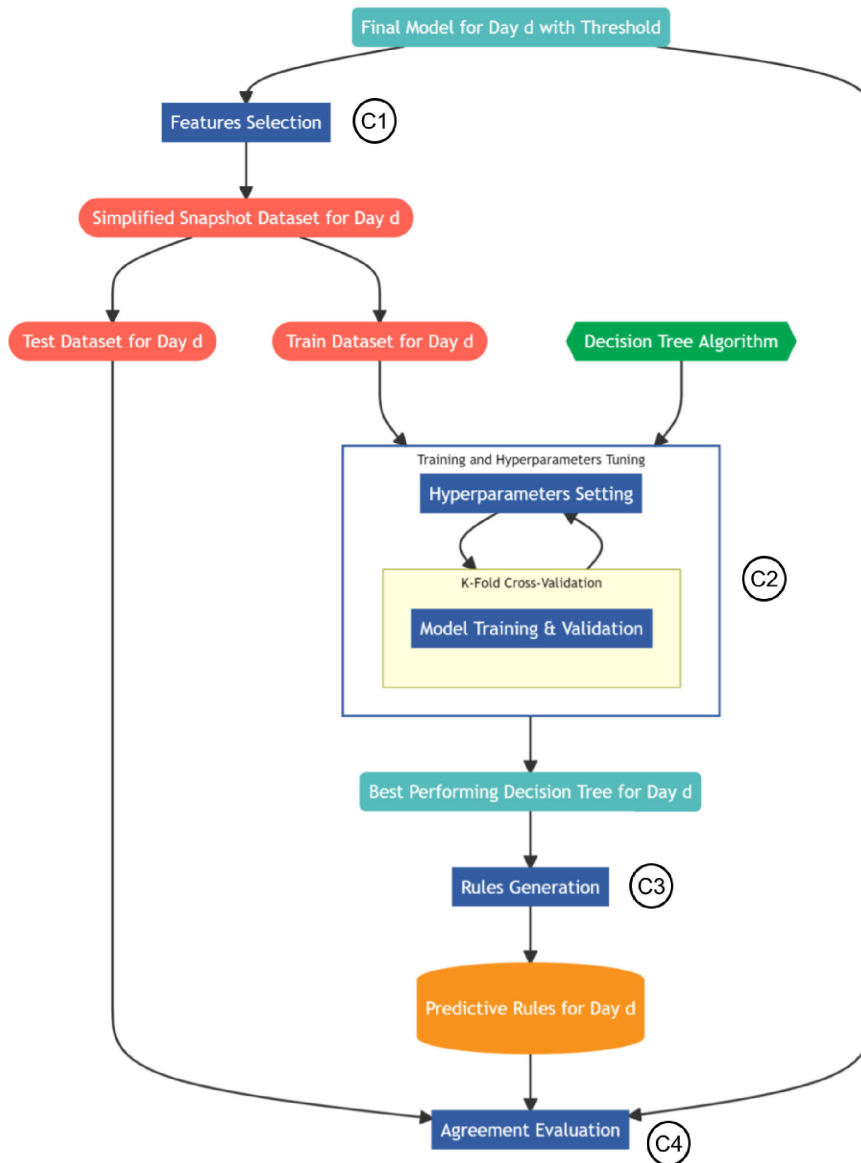 Final Model for Day d with Threshold
Features Selection
C1
Simplified Snapshot Dataset for Day d
Test Dataset for Day d
Train Dataset for Day d
Decision Tree Algorithm
Training and Hyperparameters Tuning
Hyperparameters Setting
C2
K-Fold Cross-Validation
Model Training & Validation
Best Performing Decision Tree for Day d
Rules Generation
C3
Predictive Rules for Day d
Agreement Evaluation
C4